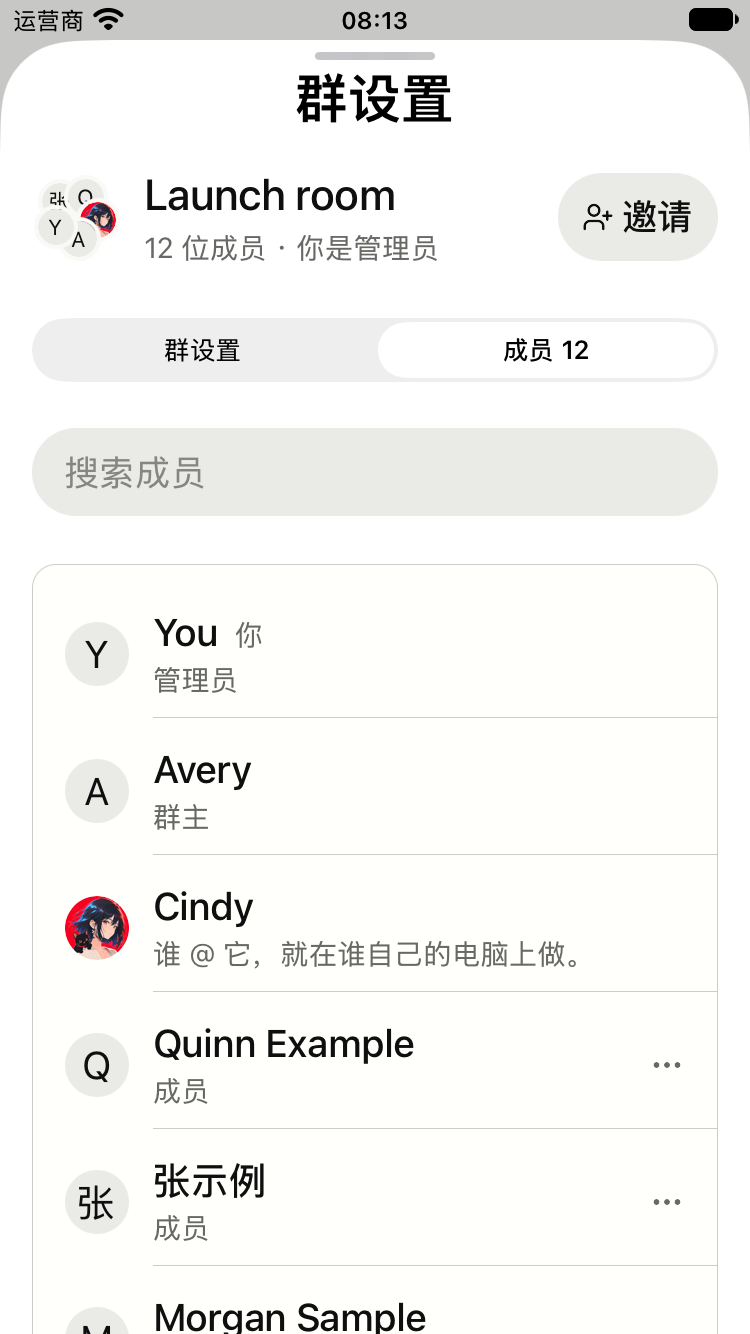 运营商
08:13
群设置
张 Q
Y A
Launch room
12 位成员 · 你是管理员
邀请
群设置
成员 12
搜索成员
Y
You 你
管理员
A
Avery
群主
Cindy
谁 @ 它，就在谁自己的电脑上做。
Q
Quinn Example
成员
张
张示例
成员
M
Morgan Sample